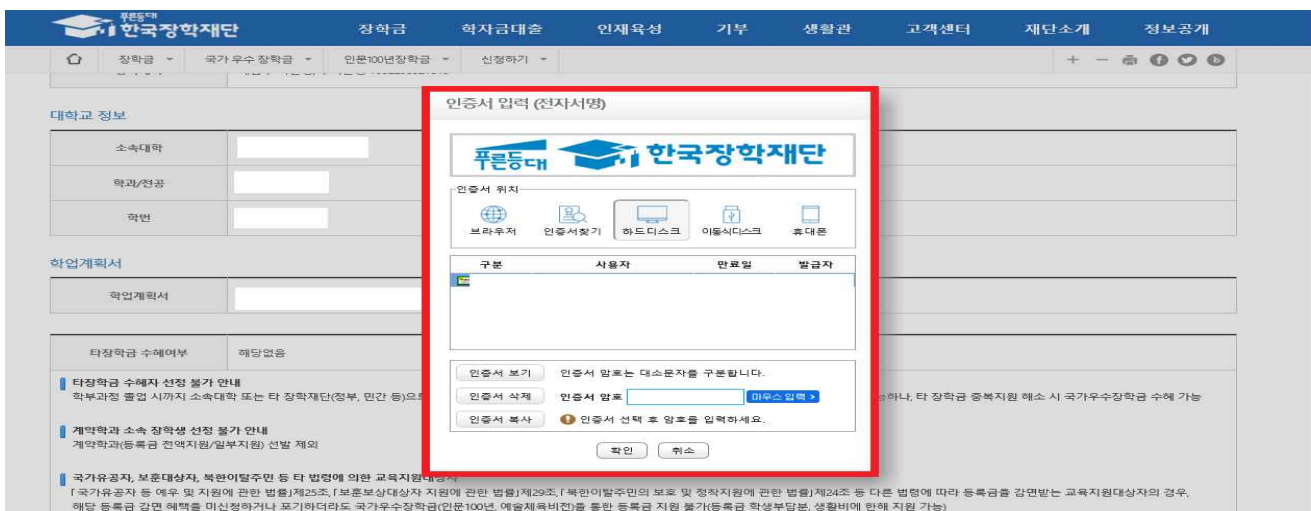 푸른등대
한국장학재단
장학금 학자금대출 인재육성 기부 생활관 고객센터 재단소개 정보공개
장학금 국가 우수 장학금 인문100년장학금 신청하기
대학교 정보
소속대학
학과/전공
학번
학업계획서
학업계획서
타장학금 수혜여부 해당없음
타장학금 수혜자 선정 불가 안내
학부과정 졸업 시까지 소속대학 또는 타 장학재단(정부, 민간 등)으로
하나, 타 장학금 중복지원 해소 시 국가우수장학금 수혜 가능
계약학과 소속 장학생 선정 불가 안내
계약학과(등록금 전액지원/일부지원) 선발 제외
국가유공자, 보훈대상자, 북한이탈주민 등 타 법령에 의한 교육지원대상자
「국가유공자 등 예우 및 지원에 관한 법률」제25조, 「보훈보상대상자 지원에 관한 법률」제29조, 「북한이탈주민의 보호 및 정착지원에 관한 법률」제24조 등 다른 법령에 따라 등록금을 감면받는 교육지원대상자의 경우,
해당 등록금 감면 혜택을 미신청하거나 포기하더라도 국가우수장학금(인문100년, 예술체육비전)을 통한 등록금 지원 불가(등록금 학생부담분, 생활비에 한해 지원 가능)
인증서 입력 (전자서명)
푸른등대 한국장학재단
인증서 위치
브라우저 인증서찾기 하드디스크 이동식디스크 휴대폰
구분 사용자 만료일 발급자
인증서 보기 인증서 암호는 대소문자를 구분합니다.
인증서 삭제 인증서 암호 마우스 입력 >
인증서 복사 인증서 선택 후 암호를 입력하세요.
확인 취소